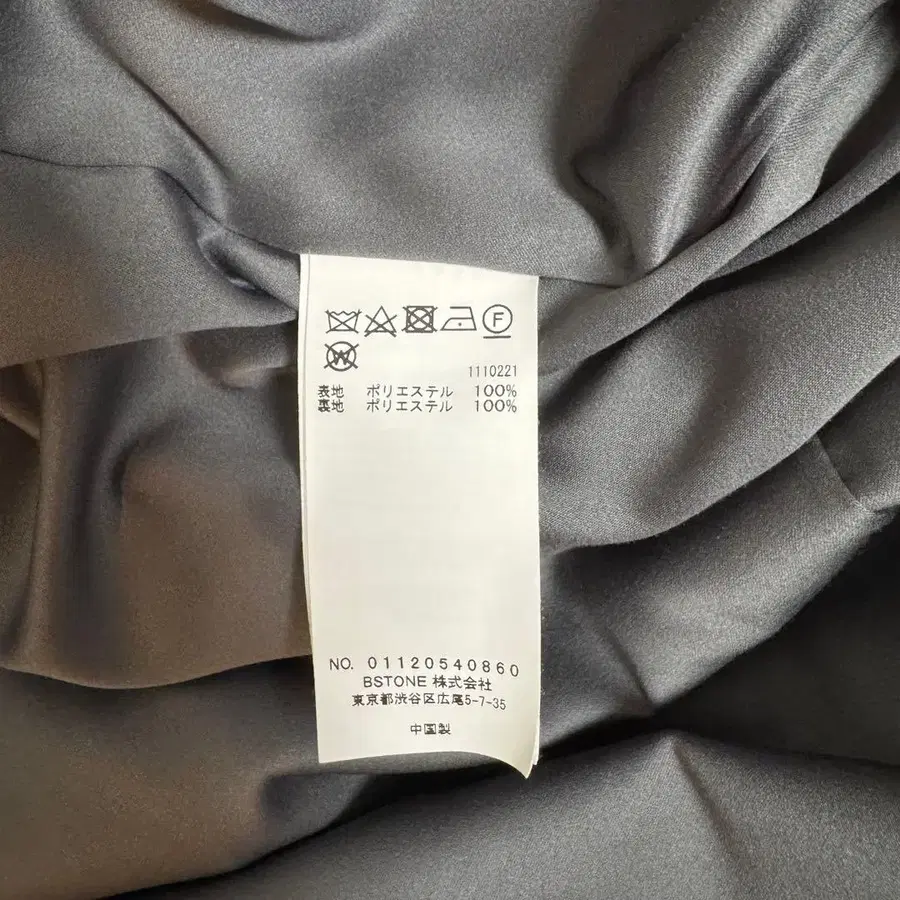 F
W
1110221
表地 ポリエステル 100%
裏地 ポリエステル 100%
NO. 01120540860
BSTONE 株式会社
東京都渋谷区広尾5-7-35
中国製